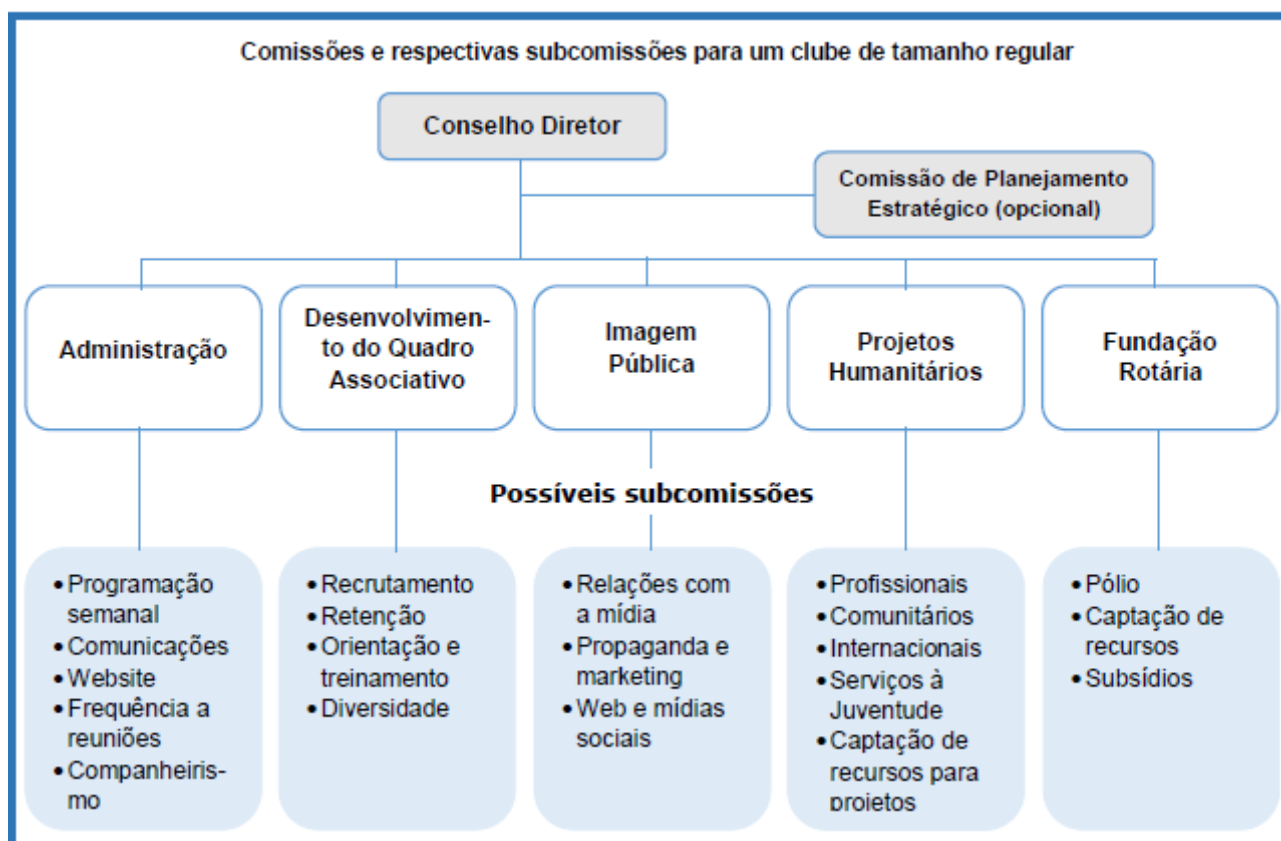 Comissões e respectivas subcomissões para um clube de tamanho regular
Conselho Diretor
Comissão de Planejamento
Estratégico (opcional)
Administração
Desenvolvimen-
to do Quadro
Associativo
Imagem
Pública
Projetos
Humanitários
Fundação
Rotária
Possíveis subcomissões
• Programação
semanal
• Comunicações
• Website
• Frequência a
reuniões
• Companheiris-
mo
• Recrutamento
• Retenção
• Orientação e
treinamento
• Diversidade
• Relações com
a mídia
• Propaganda e
marketing
• Web e mídias
sociais
• Profissionais
• Comunitários
• Internacionais
• Serviços à
Juventude
• Captação de
recursos para
projetos
• Pólio
• Captação de
recursos
• Subsídios